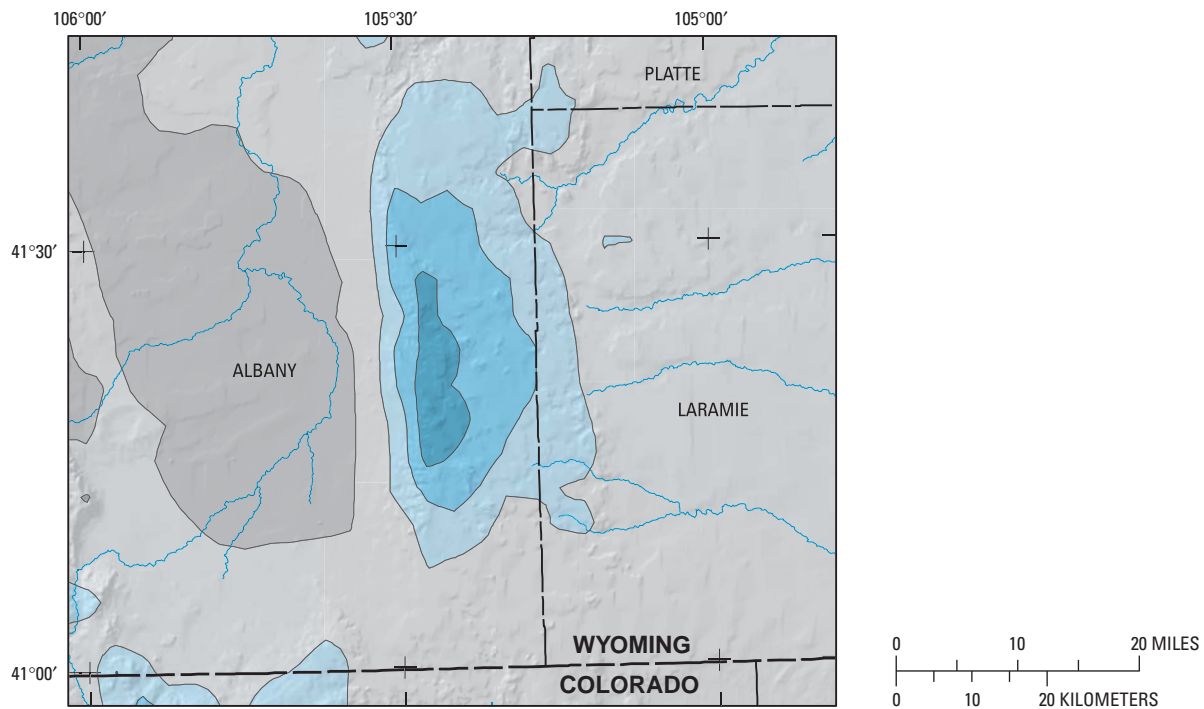 106°00′ 105°30′ 105°00′
PLATTE
41°30′
ALBANY
LARAMIE
WYOMING
COLORADO
41°00′
0 10 20 MILES
0 10 20 KILOMETERS